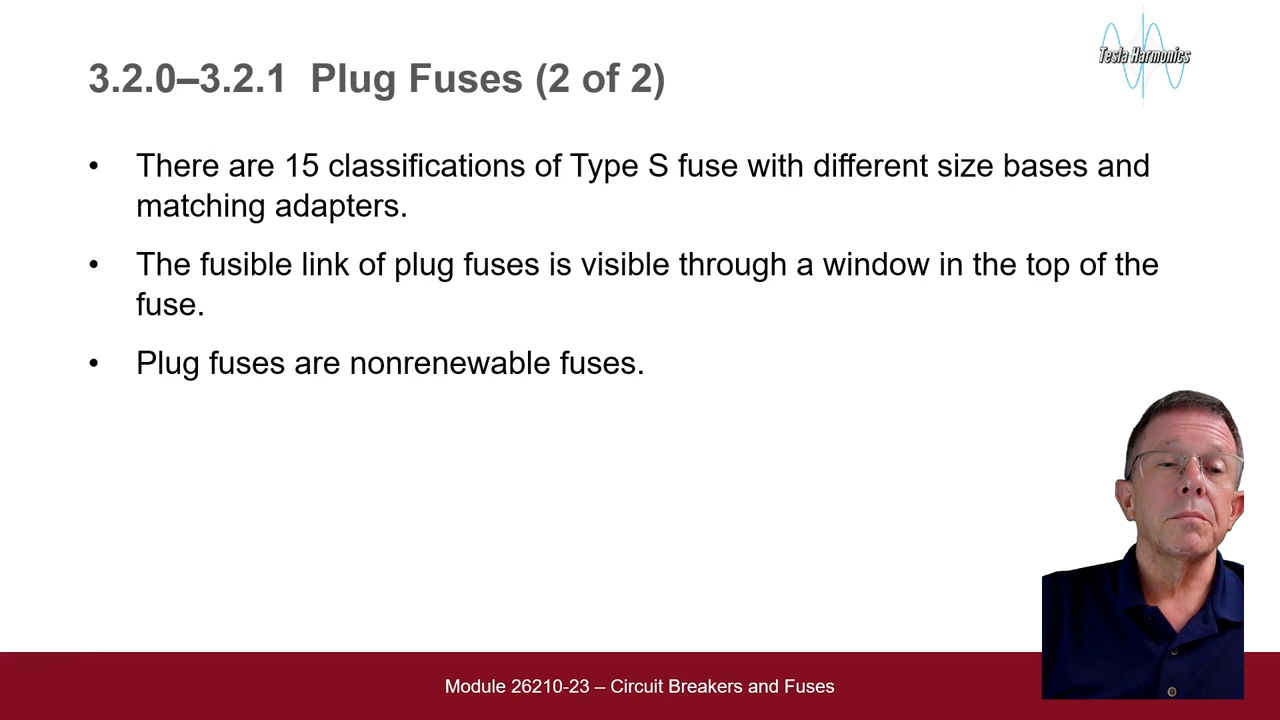 Tesla Harmonics
3.2.0–3.2.1 Plug Fuses (2 of 2)
• There are 15 classifications of Type S fuse with different size bases and
matching adapters.
• The fusible link of plug fuses is visible through a window in the top of the
fuse.
• Plug fuses are nonrenewable fuses.
Module 26210-23 – Circuit Breakers and Fuses